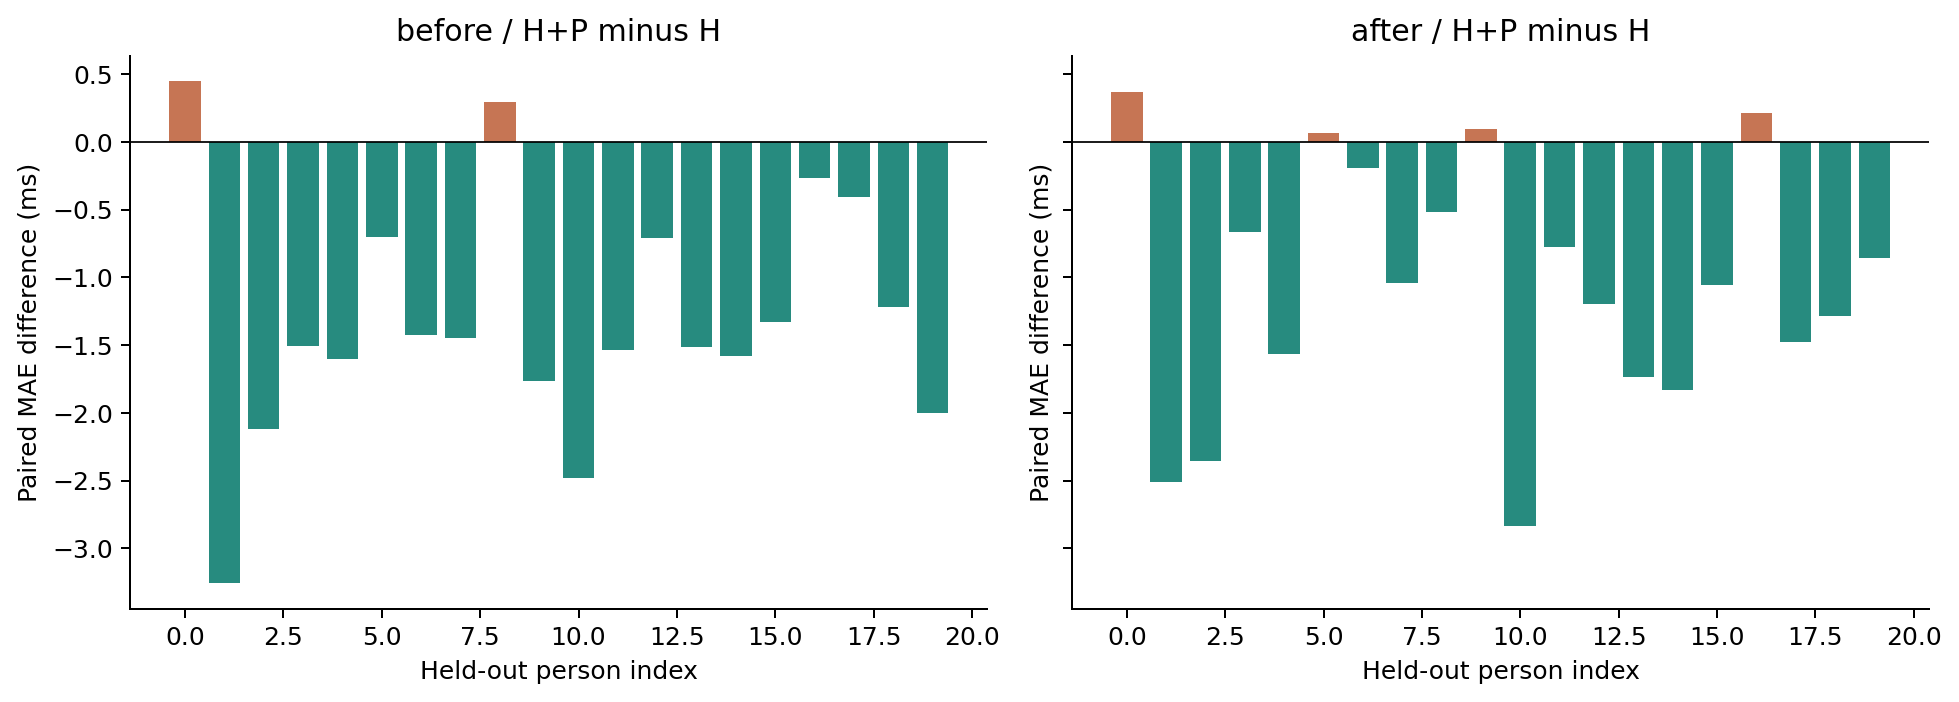 before / H+P minus H
Paired MAE difference (ms)
0.5
0.0
−0.5
−1.0
−1.5
−2.0
−2.5
−3.0
0.0 2.5 5.0 7.5 10.0 12.5 15.0 17.5 20.0
Held-out person index
after / H+P minus H
Paired MAE difference (ms)
0.0 2.5 5.0 7.5 10.0 12.5 15.0 17.5 20.0
Held-out person index